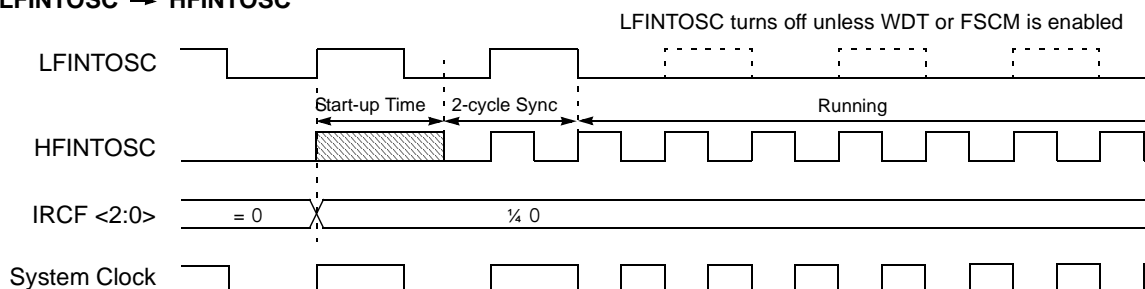 LFINTOSC → HFINTOSC
LFINTOSC turns off unless WDT or FSCM is enabled
LFINTOSC
Start-up Time 2-cycle Sync Running
HFINTOSC
IRCF <2:0> = 0 ¼ 0
System Clock